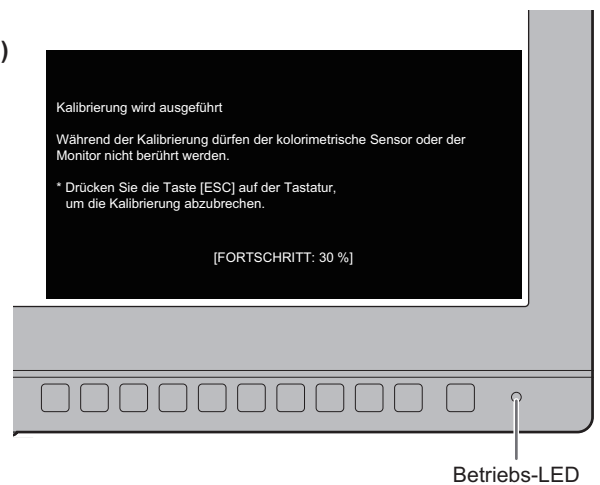 )
Kalibrierung wird ausgeführt
Während der Kalibrierung dürfen der kolorimetrische Sensor oder der
Monitor nicht berührt werden.
* Drücken Sie die Taste [ESC] auf der Tastatur,
um die Kalibrierung abzubrechen.
[FORTSCHRITT: 30 %]
Betriebs-LED